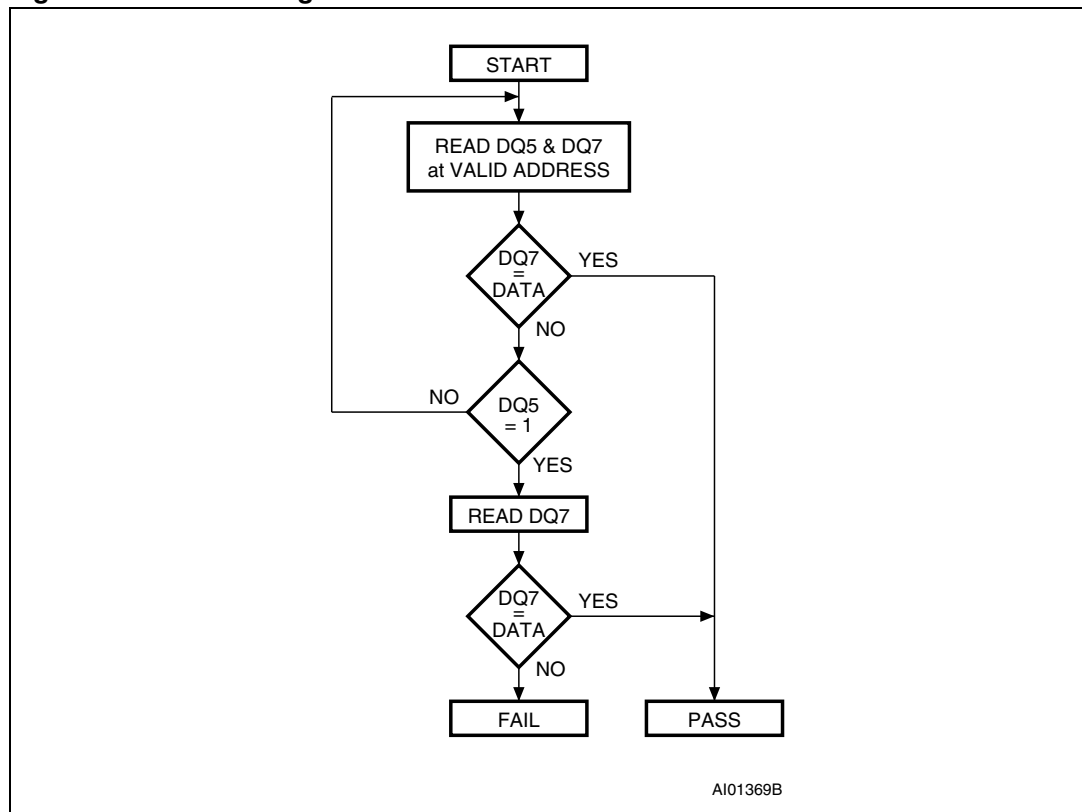 START
READ DQ5 & DQ7
at VALID ADDRESS
DQ7
=
DATA
YES
NO
NO
DQ5
= 1
YES
READ DQ7
DQ7
=
DATA
YES
NO
FAIL
PASS
AI01369B